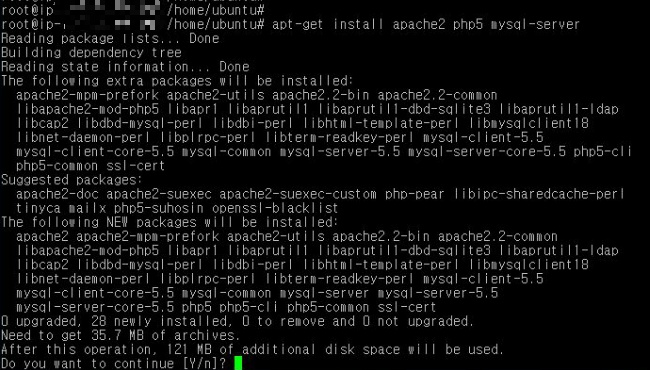 root@ip- /home/ubuntu#
root@ip- /home/ubuntu# apt-get install apache2 php5 mysql-server
Reading package lists... Done
Building dependency tree
Reading state information... Done
The following extra packages will be installed:
  apache2-mpm-prefork apache2-utils apache2.2-bin apache2.2-common
  libapache2-mod-php5 libapr1 libaprutil1 libaprutil1-dbd-sqlite3 libaprutil1-ldap
  libcap2 libdbd-mysql-perl libdbi-perl libhtml-template-perl libmysqlclient18
  libnet-daemon-perl libplrpc-perl libterm-readkey-perl mysql-client-5.5
  mysql-client-core-5.5 mysql-common mysql-server-5.5 mysql-server-core-5.5 php5-cli
  php5-common ssl-cert
Suggested packages:
  apache2-doc apache2-suexec apache2-suexec-custom php-pear libipc-sharedcache-perl
  tinyca mailx php5-suhosin openssl-blacklist
The following NEW packages will be installed:
  apache2 apache2-mpm-prefork apache2-utils apache2.2-bin apache2.2-common
  libapache2-mod-php5 libapr1 libaprutil1 libaprutil1-dbd-sqlite3 libaprutil1-ldap
  libcap2 libdbd-mysql-perl libdbi-perl libhtml-template-perl libmysqlclient18
  libnet-daemon-perl libplrpc-perl libterm-readkey-perl mysql-client-5.5
  mysql-client-core-5.5 mysql-common mysql-server mysql-server-5.5
  mysql-server-core-5.5 php5 php5-cli php5-common ssl-cert
0 upgraded, 28 newly installed, 0 to remove and 0 not upgraded.
Need to get 35.7 MB of archives.
After this operation, 121 MB of additional disk space will be used.
Do you want to continue [Y/n]?